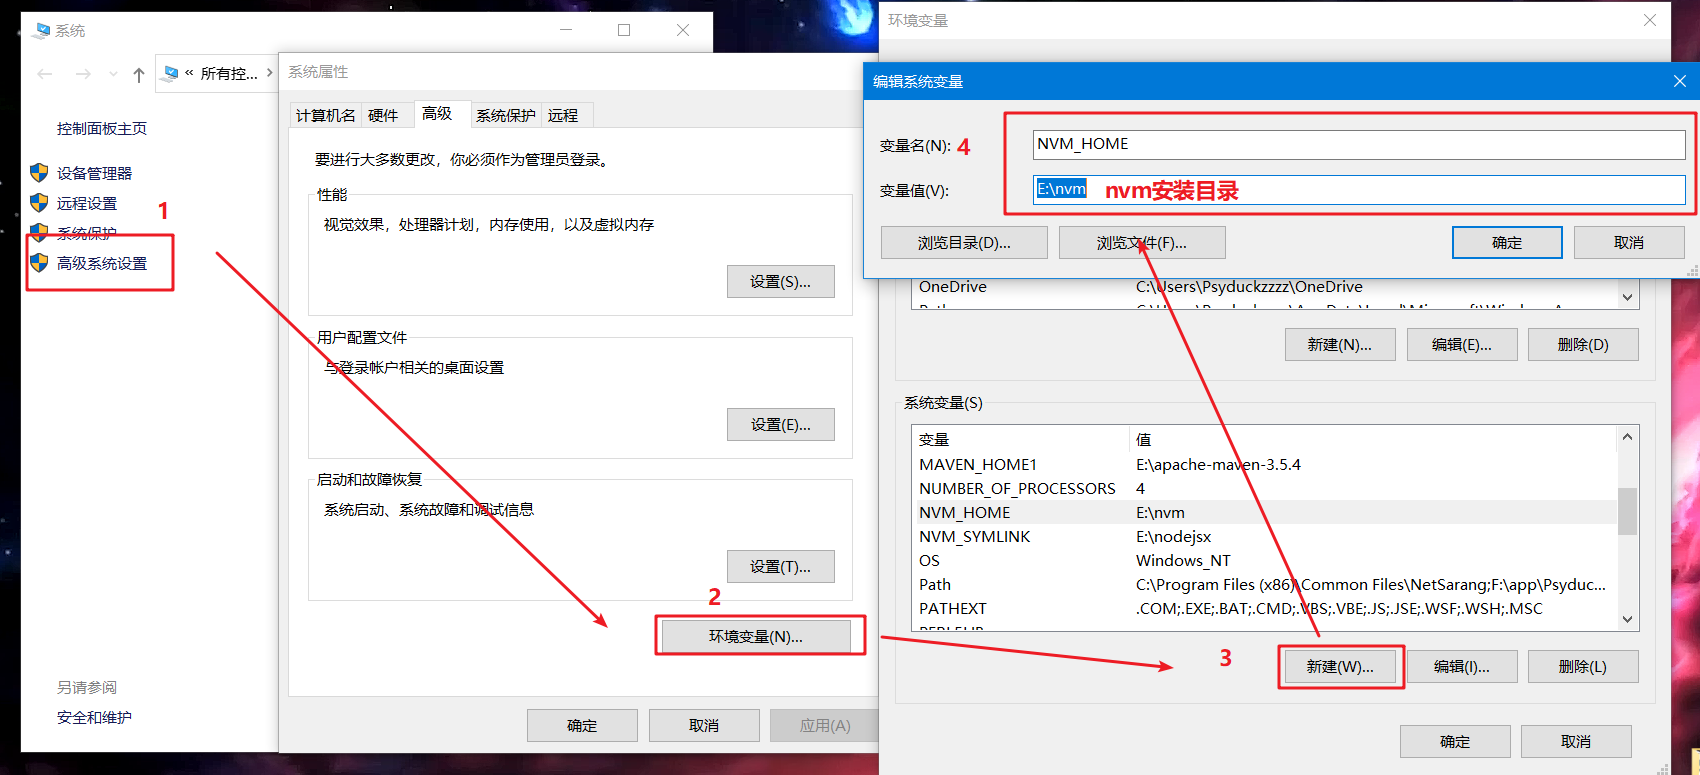 系统
« 所有控... >
控制面板主页
设备管理器
远程设置
1
系统保护
高级系统设置
另请参阅
安全和维护
系统属性
计算机名
硬件
高级
系统保护
远程
要进行大多数更改，你必须作为管理员登录。
性能
视觉效果，处理器计划，内存使用，以及虚拟内存
设置(S)...
用户配置文件
与登录帐户相关的桌面设置
设置(E)...
启动和故障恢复
系统启动、系统故障和调试信息
设置(T)...
2
环境变量(N)...
确定
取消
应用(A)
环境变量
编辑系统变量
变量名(N): 4
NVM_HOME
变量值(V):
E:\nvm nvm安装目录
浏览目录(D)...
浏览文件(F)...
确定
取消
OneDrive C:\Users\Psyduckzzzz\OneDrive
新建(N)...
编辑(E)...
删除(D)
系统变量(S)
变量 值
MAVEN_HOME1 E:\apache-maven-3.5.4
NUMBER_OF_PROCESSORS 4
NVM_HOME E:\nvm
NVM_SYMLINK E:\nodejsx
OS Windows_NT
Path C:\Program Files (x86)\Common Files\NetSarang;F:\app\Psyduc...
PATHEXT .COM;.EXE;.BAT;.CMD;.VBS;.VBE;.JS;.JSE;.WSF;.WSH;.MSC
3
新建(W)...
编辑(I)...
删除(L)
确定
取消